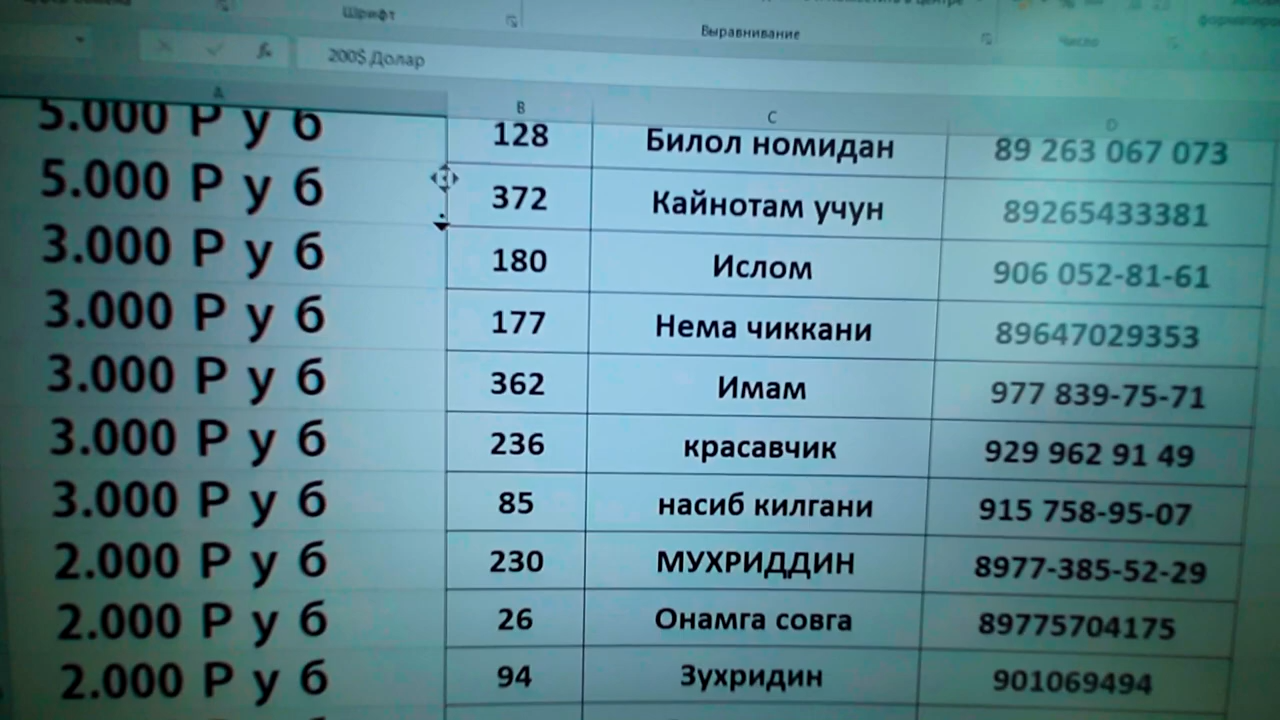 Шрифт
Выравнивание
Число
fx 200$ Долар
A B C D
5.000 Р у б 128 Билол номидан 89 263 067 073
5.000 Р у б 372 Кайнотам учун 89265433381
3.000 Р у б 180 Ислом 906 052-81-61
3.000 Р у б 177 Нема чиккани 89647029353
3.000 Р у б 362 Имам 977 839-75-71
3.000 Р у б 236 красавчик 929 962 91 49
3.000 Р у б 85 насиб килгани 915 758-95-07
2.000 Р у б 230 МУХРИДДИН 8977-385-52-29
2.000 Р у б 26 Онамга совга 89775704175
2.000 Р у б 94 Зухридин 901069494